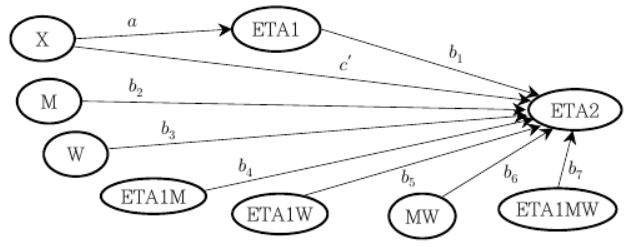 a
X
ETA1
c′
b₁
M
b₂
ETA2
W
b₃
b₄
ETA1M
b₅
ETA1W
b₆
MW
b₇
ETA1MW